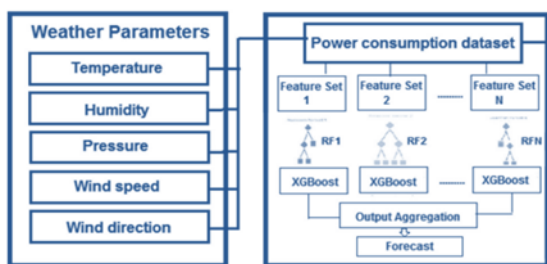 Weather Parameters
Temperature
Humidity
Pressure
Wind speed
Wind direction
Power consumption dataset
Feature Set 1
Feature Set 2
Feature Set N
RF1
RF2
RFN
XGBoost
XGBoost
XGBoost
Output Aggregation
Forecast